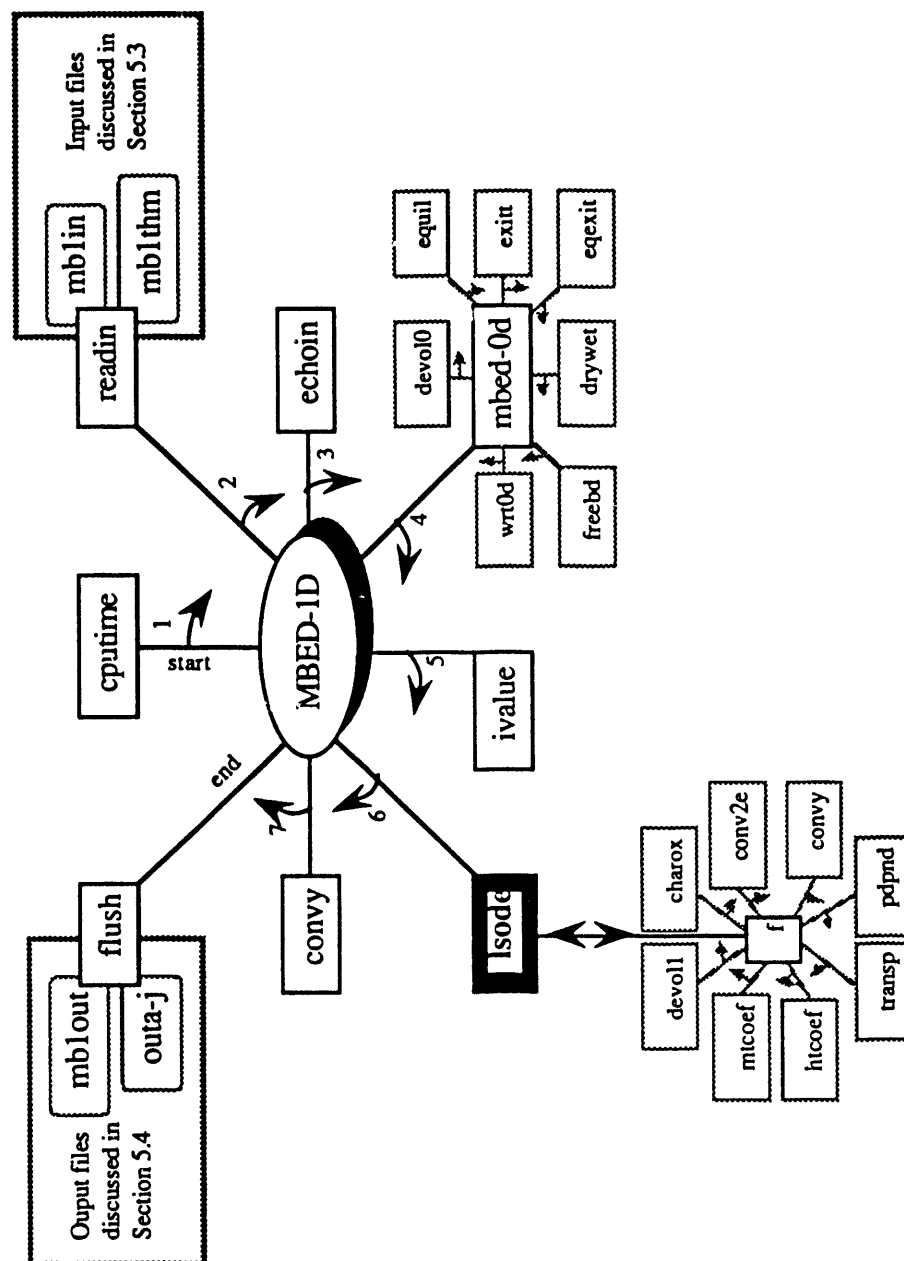 Ouput files
discussed in
Section 5.4
mb1out
outa-j
flush
end
cputime
1
start
readin
2
mb1in
mb1thm
Input files
discussed in
Section 5.3
MBED-1D
echoin
3
convy
7
lsode
6
ivalue
5
4
mbed-0d
devol0
equil
exitt
eqexit
drywet
freebd
wrt0d
f
devol1
charox
conv2e
convy
pdpnd
transp
htcoef
mtcoef